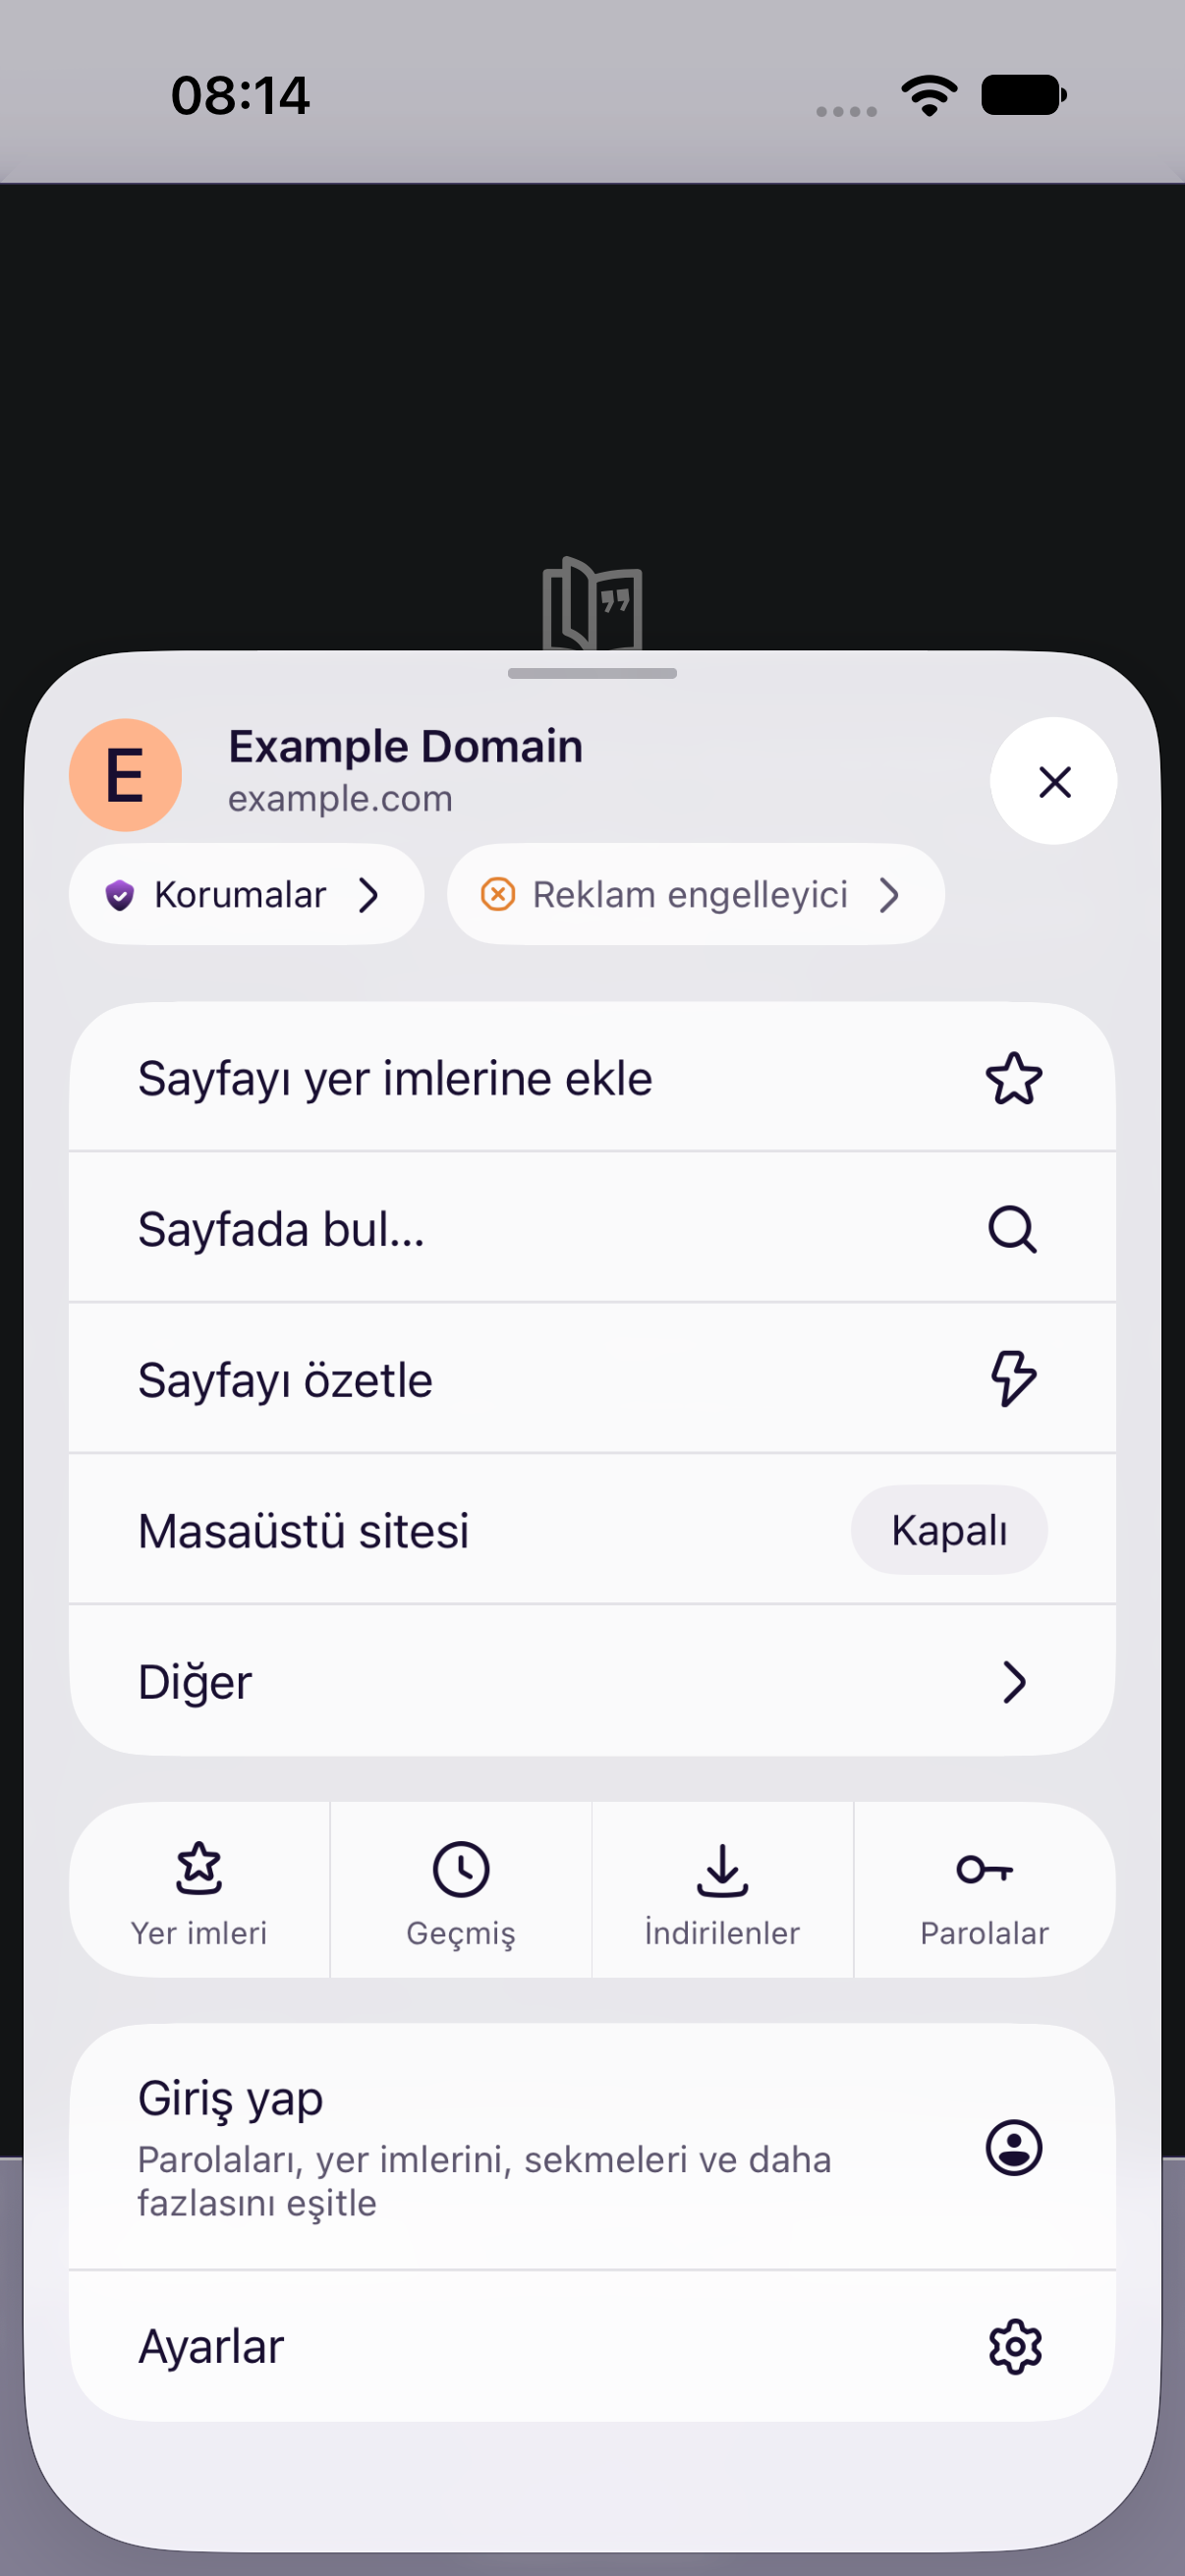 08:14
E
Example Domain
example.com
Korumalar
Reklam engelleyici
Sayfayı yer imlerine ekle
Sayfada bul...
Sayfayı özetle
Masaüstü sitesi
Kapalı
Diğer
Yer imleri
Geçmiş
İndirilenler
Parolalar
Giriş yap
Parolaları, yer imlerini, sekmeleri ve daha
fazlasını eşitle
Ayarlar